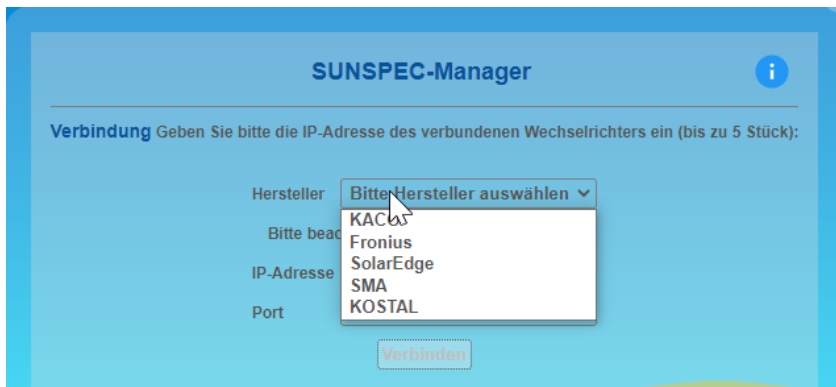 SUNSPEC-Manager
i
Verbindung Geben Sie bitte die IP-Adresse des verbundenen Wechselrichters ein (bis zu 5 Stück):
Hersteller Bitte Hersteller auswählen
KACO
Bitte
Fronius
SolarEdge
IP-Adresse
SMA
Port
KOSTAL
Verbinden